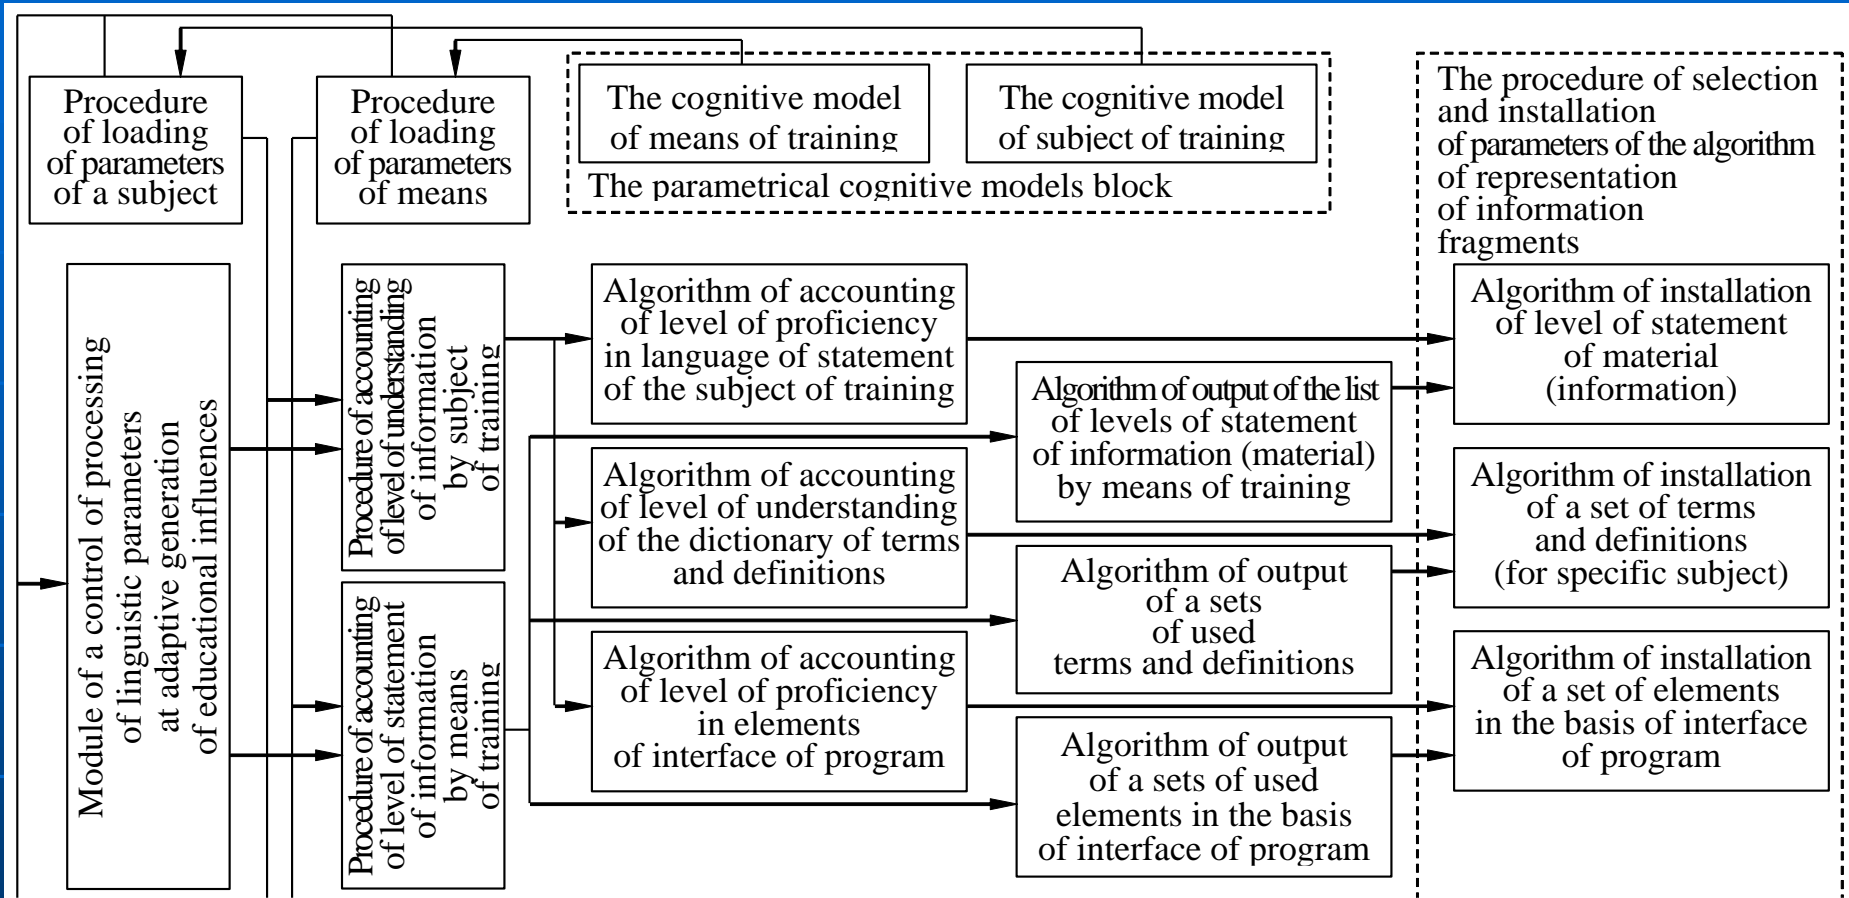 Procedure
of loading
of parameters
of a subject
Procedure
of loading
of parameters
of means
The cognitive model
of means of training
The cognitive model
of subject of training
The parametrical cognitive models block
The procedure of selection
and installation
of parameters of the algorithm
of representation
of information
fragments
Module of a control of processing
of linguistic parameters
at adaptive generation
of educational influences
Procedure of accounting
of level of understanding
of information
by subject
of training
Procedure of accounting
of level of statement
of information
by means
of training
Algorithm of accounting
of level of proficiency
in language of statement
of the subject of training
Algorithm of accounting
of level of understanding
of the dictionary of terms
and definitions
Algorithm of accounting
of level of proficiency
in elements
of interface of program
Algorithm of output of the list
of levels of statement
of information (material)
by means of training
Algorithm of output
of a sets
of used
terms and definitions
Algorithm of output
of a sets of used
elements in the basis
of interface of program
Algorithm of installation
of level of statement
of material
(information)
Algorithm of installation
of a set of terms
and definitions
(for specific subject)
Algorithm of installation
of a set of elements
in the basis of interface
of program